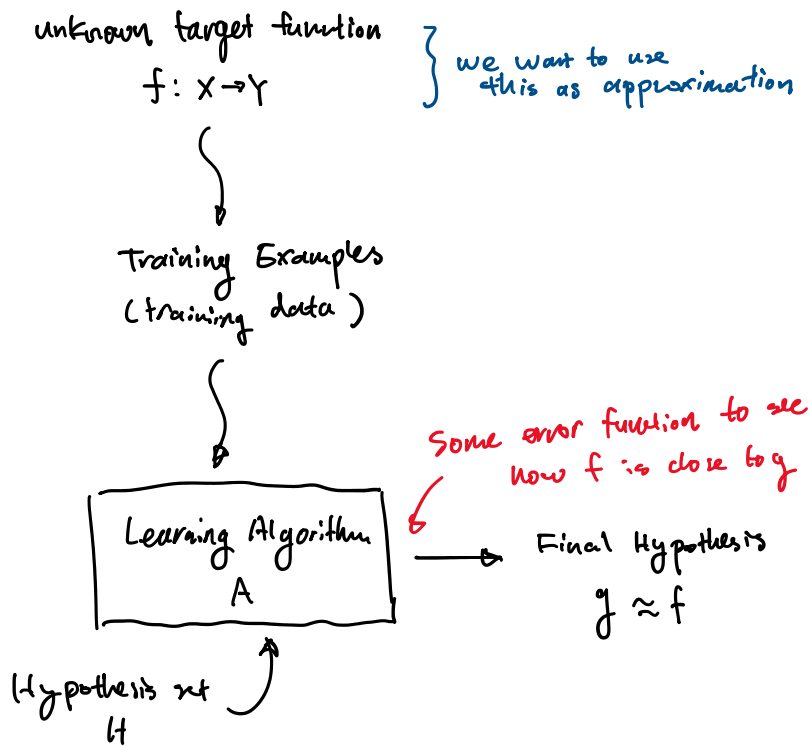 unknown target function
f: X→Y
we want to use
this as approximation
Training Examples
(training data)
Some error function to see
how f is close to g
Learning Algorithm
A
Final Hypothesis
g ≈ f
Hypothesis set
H